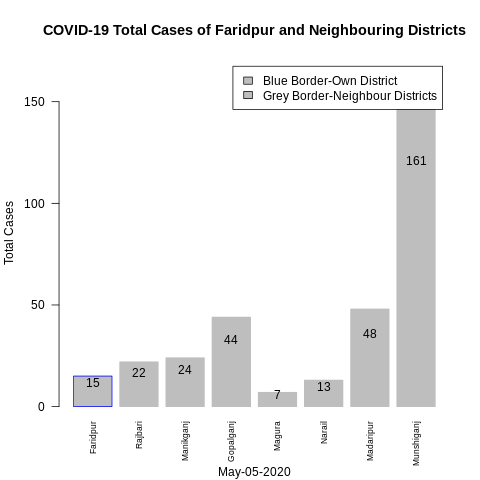 COVID-19 Total Cases of Faridpur and Neighbouring Districts
Blue Border-Own District
Grey Border-Neighbour Districts
Total Cases
150
100
50
0
15
22
24
44
7
13
48
161
Faridpur
Rajbari
Manikganj
Gopalganj
Magura
Narail
Madaripur
Munshiganj
May-05-2020